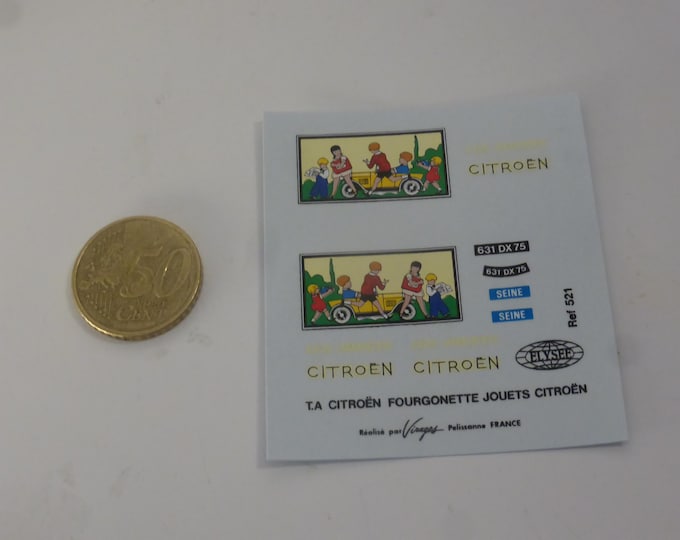 50
CITROËN
631 DX 75
631 DX 75
SEINE
SEINE
Ref 521
CITROËN CITROËN
ELYSEE
T.A CITROËN FOURGONETTE JOUETS CITROËN
Réalisé par Virages Pelissanne FRANCE